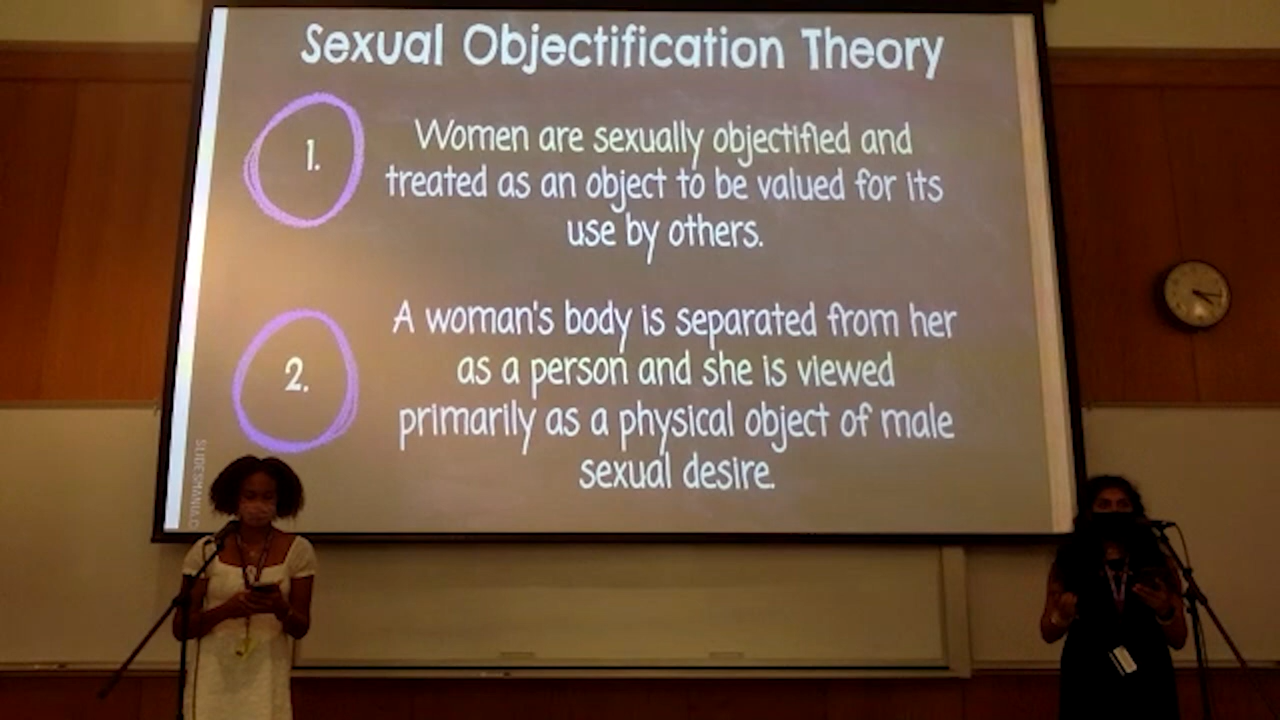 Sexual Objectification Theory
1.
Women are sexually objectified and
treated as an object to be valued for its
use by others.
2.
A woman's body is separated from her
as a person and she is viewed
primarily as a physical object of male
sexual desire.
SLIDESMANIA.C